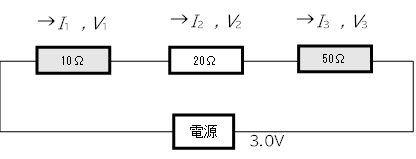 →I₁ , V₁ →I₂ , V₂ →I₃ , V₃
10Ω 20Ω 50Ω
電源
3.0V